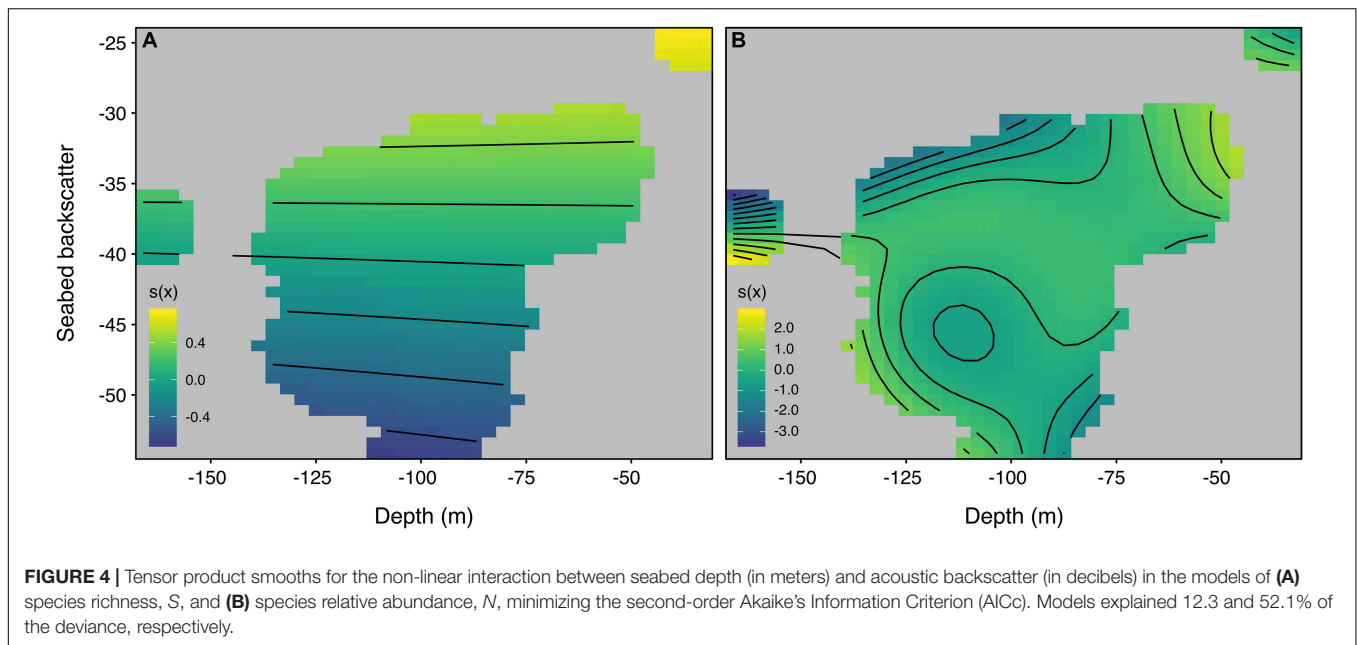 A
B
-25
-30
-35
-40
-45
-50
Seabed backscatter
s(x)
0.4
0.0
-0.4
s(x)
2.0
1.0
0.0
-1.0
-2.0
-3.0
-150 -125 -100 -75 -50
-150 -125 -100 -75 -50
Depth (m)
Depth (m)
FIGURE 4 | Tensor product smooths for the non-linear interaction between seabed depth (in meters) and acoustic backscatter (in decibels) in the models of (A)
species richness, S, and (B) species relative abundance, N, minimizing the second-order Akaike's Information Criterion (AICc). Models explained 12.3 and 52.1% of
the deviance, respectively.